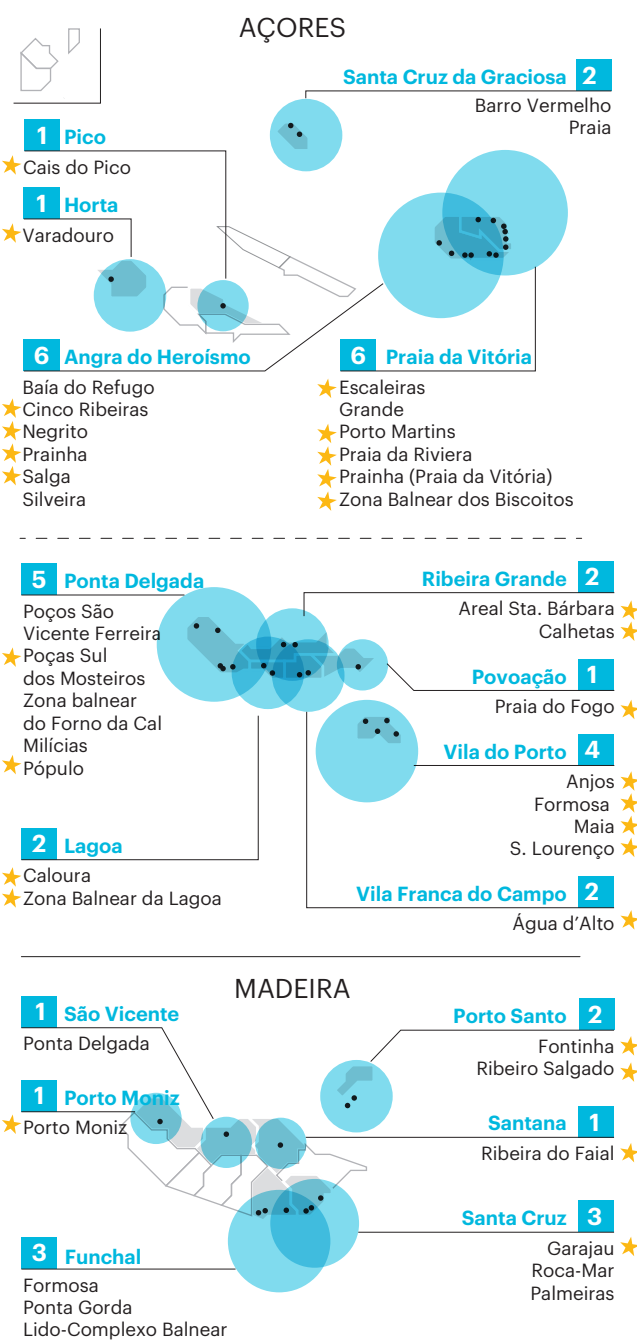 AÇORES
Santa Cruz da Graciosa 2
Barro Vermelho
Praia
1 Pico
Cais do Pico
1 Horta
Varadouro
6 Angra do Heroísmo
Baía do Refugo
Cinco Ribeiras
Negrito
Prainha
Salga
Silveira
6 Praia da Vitória
Escaleiras
Grande
Porto Martins
Praia da Riviera
Prainha (Praia da Vitória)
Zona Balnear dos Biscoitos
5 Ponta Delgada
Poços São
Vicente Ferreira
Poças Sul
dos Mosteiros
Zona balnear
do Forno da Cal
Milícias
Pópulo
Ribeira Grande 2
Areal Sta. Bárbara
Calhetas
Povoação 1
Praia do Fogo
Vila do Porto 4
Anjos
Formosa
Maia
S. Lourenço
2 Lagoa
Caloura
Zona Balnear da Lagoa
Vila Franca do Campo 2
Água d'Alto
MADEIRA
1 São Vicente
Ponta Delgada
Porto Santo 2
Fontinha
Ribeiro Salgado
1 Porto Moniz
Porto Moniz
Santana 1
Ribeira do Faial
Santa Cruz 3
Garajau
Roca-Mar
Palmeiras
3 Funchal
Formosa
Ponta Gorda
Lido-Complexo Balnear